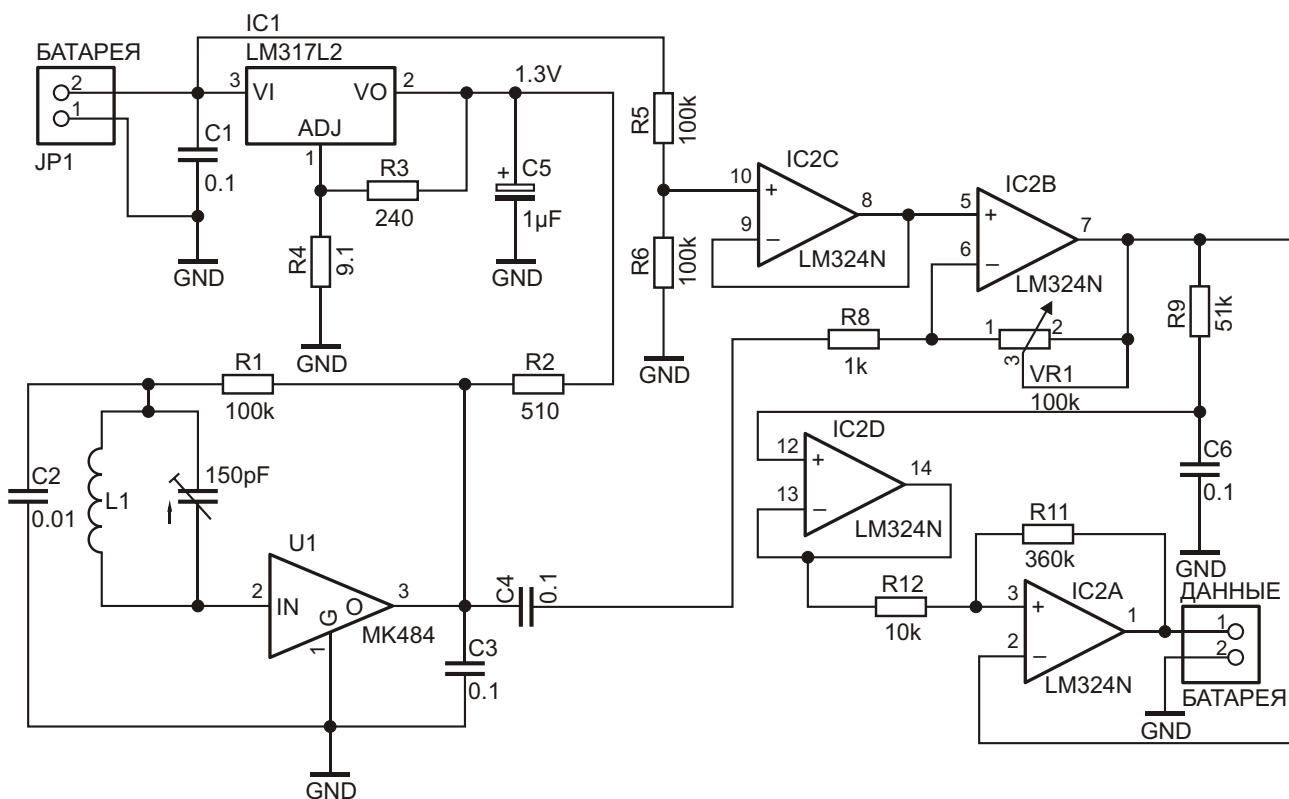 IC1
БАТАРЕЯ
LM317L2
1.3V
2
3
VI
VO
2
1
ADJ
JP1
C1
0.1
1
R3
240
+
C5
1µF
R4
9.1
GND
GND
GND
R5
100k
R6
100k
GND
IC2C
10
+
8
9
–
LM324N
IC2B
5
+
7
6
–
LM324N
R8
1k
1
2
3
VR1
100k
R9
51k
R1
100k
R2
510
C2
0.01
L1
150pF
U1
2
IN
G
O
3
1
MK484
C4
0.1
C3
0.1
GND
IC2D
12
+
14
13
–
LM324N
C6
0.1
GND
R11
360k
R12
10k
IC2A
3
+
1
2
–
LM324N
ДАННЫЕ
1
2
БАТАРЕЯ
GND